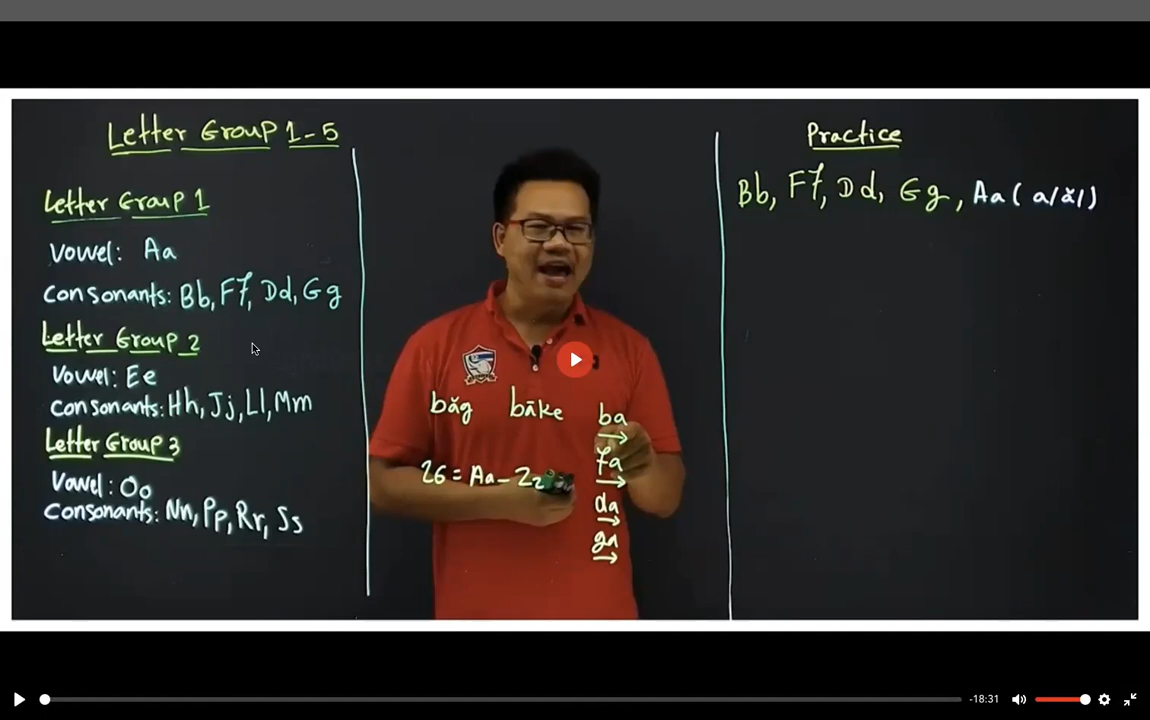 Letter Group 1-5
Letter Group 1
Vowel: Aa
Consonants: Bb, Ff, Dd, Gg
Letter Group 2
Vowel: Ee
Consonants: Hh, Jj, Ll, Mm
Letter Group 3
Vowel: Oo
Consonants: Nn, Pp, Rr, Ss
băg bāke
26 = Aa - Zz
ba
fa
da
ga
Practice
Bb, Ff, Dd, Gg, Aa ( a/ă/)
-18:31